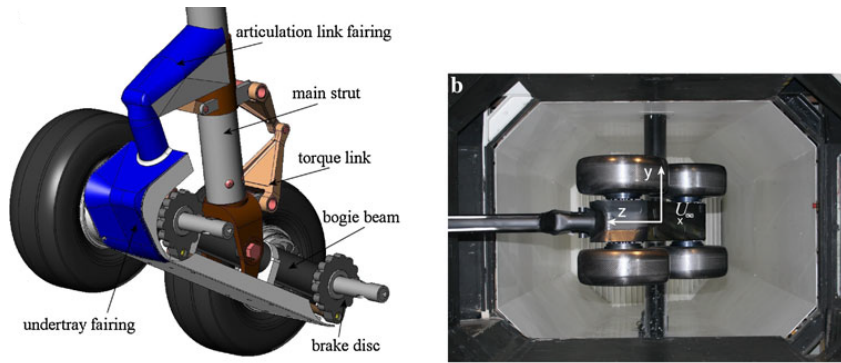 articulation link fairing
main strut
torque link
bogie beam
undertray fairing
brake disc
b
y
z
U∞
x